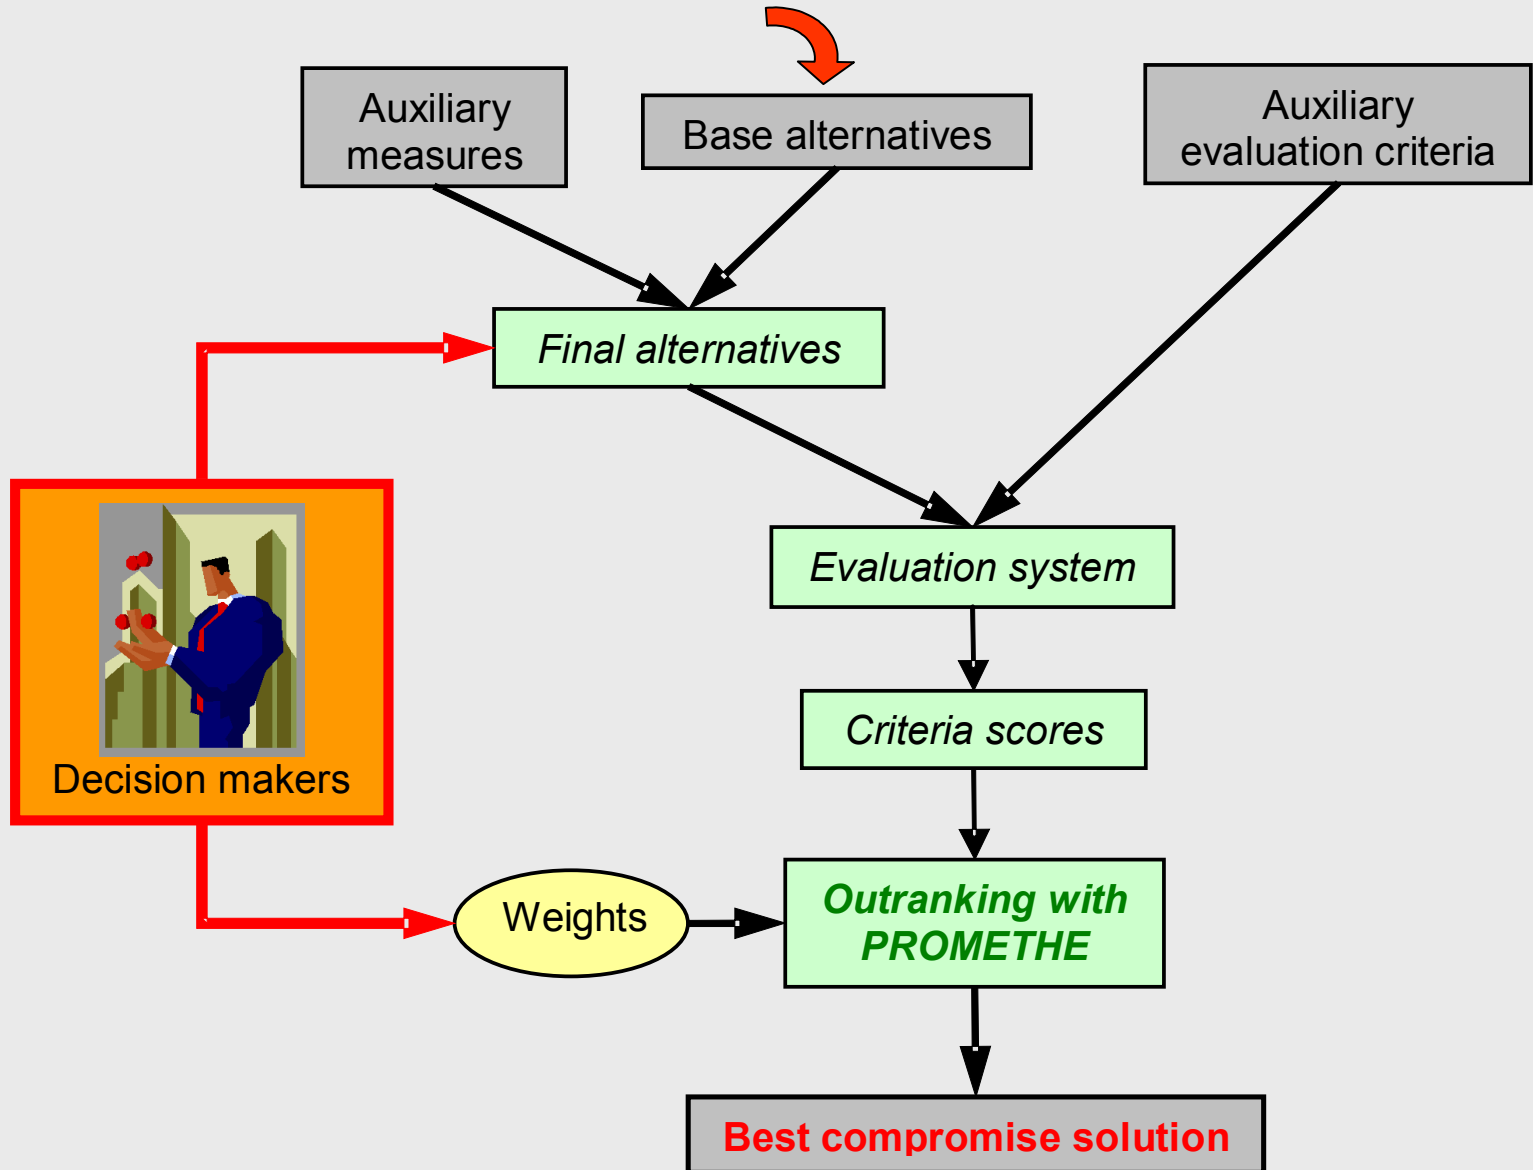 Auxiliary
measures
Base alternatives
Auxiliary
evaluation criteria
Final alternatives
Evaluation system
Criteria scores
Decision makers
Weights
Outranking with
PROMETHE
Best compromise solution